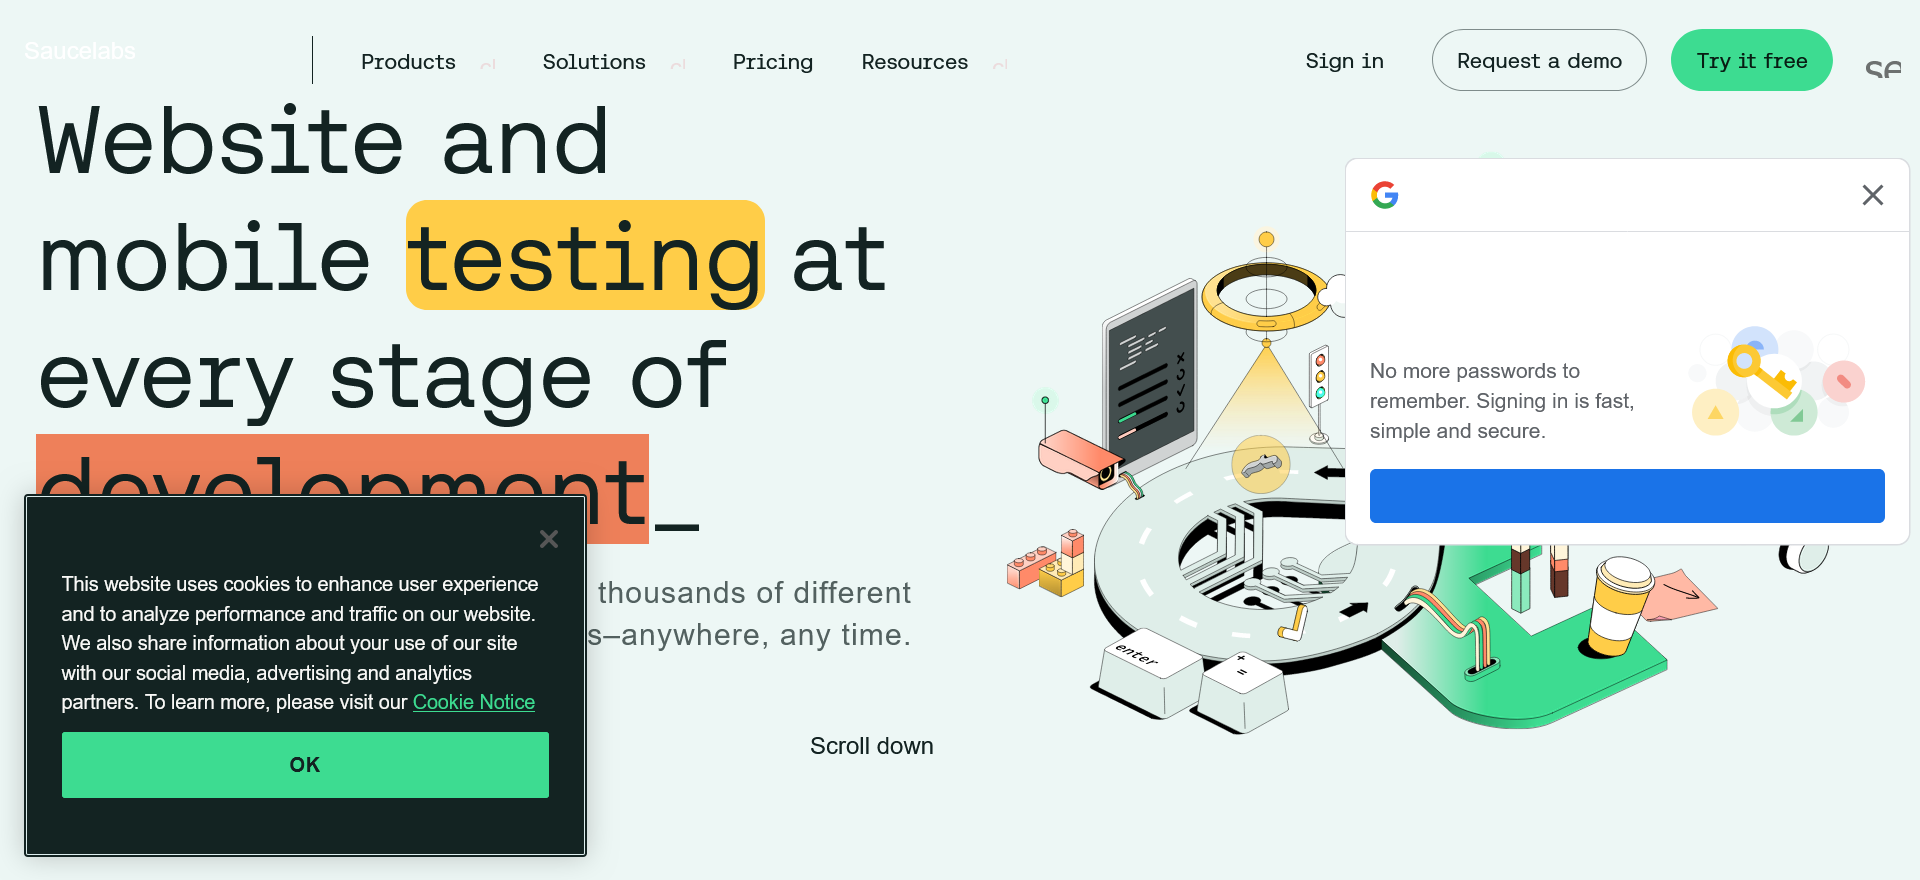 Saucelabs
Products
Solutions
Pricing
Resources
Sign in
Request a demo
Try it free
Website and
mobile testing at
every stage of
development_
thousands of different
s—anywhere, any time.
Scroll down
This website uses cookies to enhance user experience
and to analyze performance and traffic on our website.
We also share information about your use of our site
with our social media, advertising and analytics
partners. To learn more, please visit our Cookie Notice
OK
No more passwords to
remember. Signing in is fast,
simple and secure.
enter
+
=